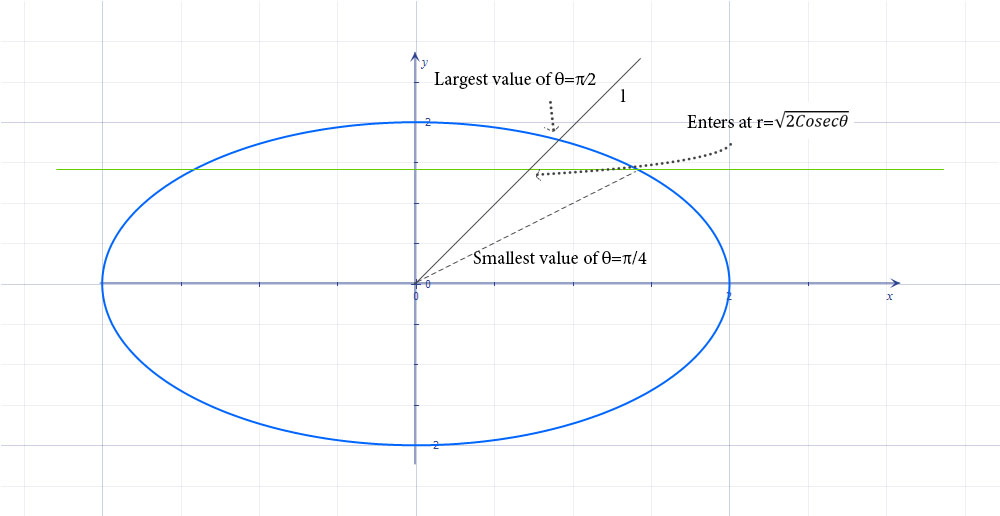 y
Largest value of θ=π⁄2
l
2
Enters at r=√2Cosecθ
Smallest value of θ=π/4
0
0
2
x
-2